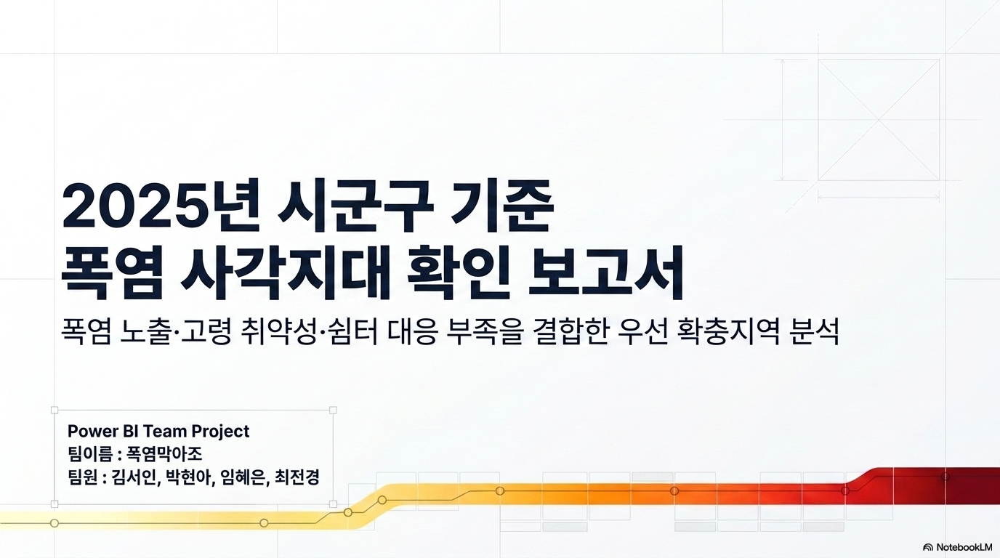 2025년 시군구 기준
폭염 사각지대 확인 보고서
폭염 노출·고령 취약성·쉼터 대응 부족을 결합한 우선 확충지역 분석
Power BI Team Project
팀이름 : 폭염막아조
팀원 : 김서인, 박현아, 임혜은, 최전경
NotebookLM